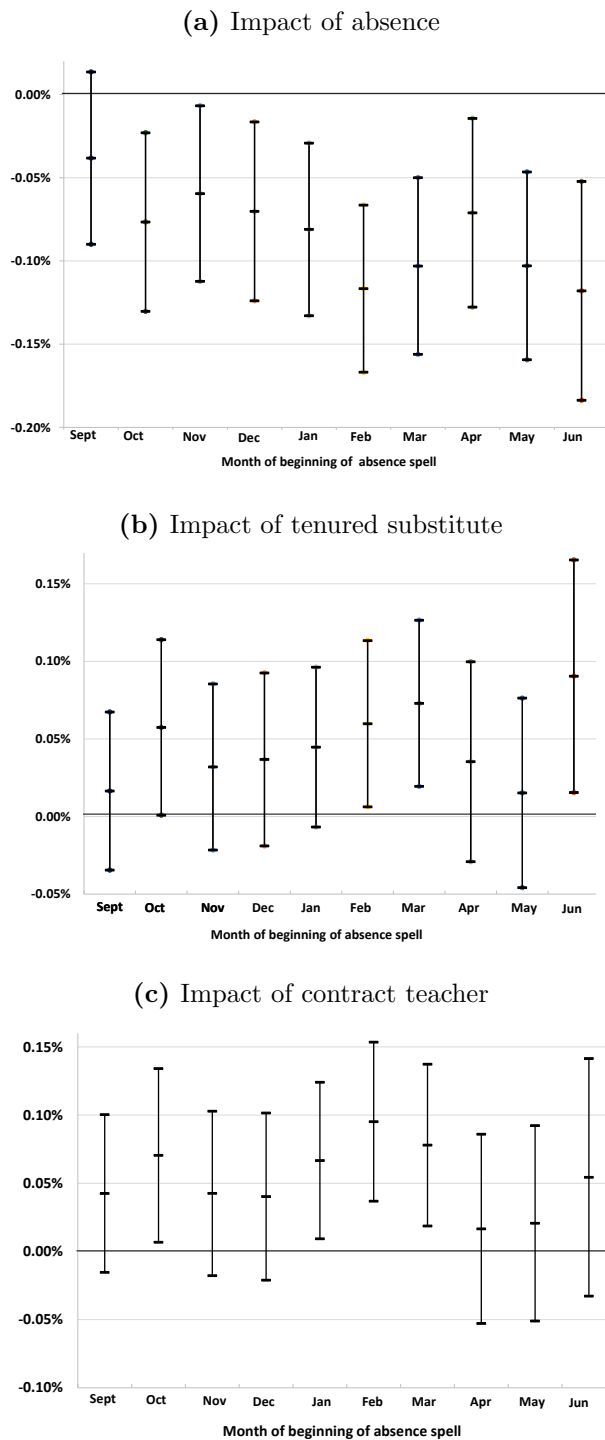 (a) Impact of absence
0.00%
-0.05%
-0.10%
-0.15%
-0.20%
Sept Oct Nov Dec Jan Feb Mar Apr May Jun
Month of beginning of absence spell
(b) Impact of tenured substitute
0.15%
0.10%
0.05%
0.00%
-0.05%
Sept Oct Nov Dec Jan Feb Mar Apr May Jun
Month of beginning of absence spell
(c) Impact of contract teacher
0.15%
0.10%
0.05%
0.00%
-0.05%
-0.10%
Sept Oct Nov Dec Jan Feb Mar Apr May Jun
Month of beginning of absence spell